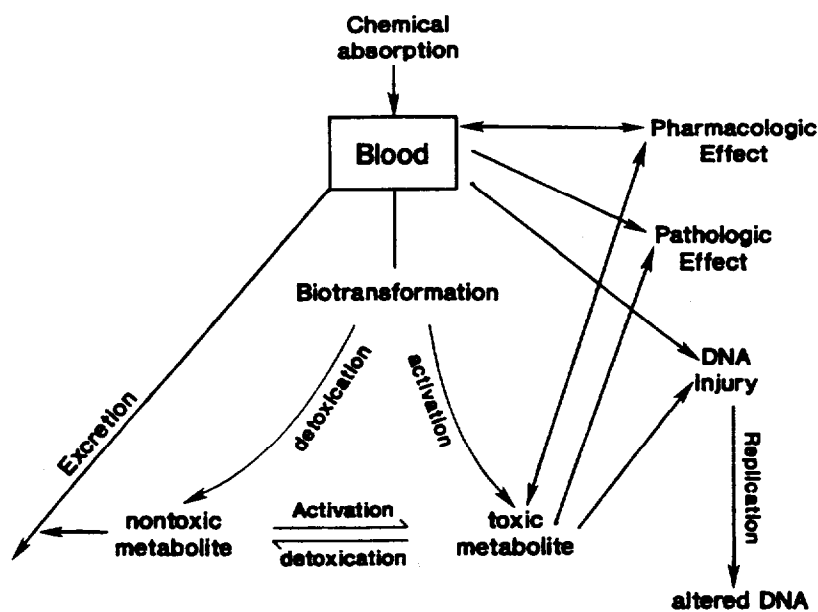 Chemical
absorption
Blood
Pharmacologic
Effect
Pathologic
Effect
Biotransformation
DNA
injury
detoxication
activation
Excretion
Replication
nontoxic
metabolite
Activation
detoxication
toxic
metabolite
altered DNA